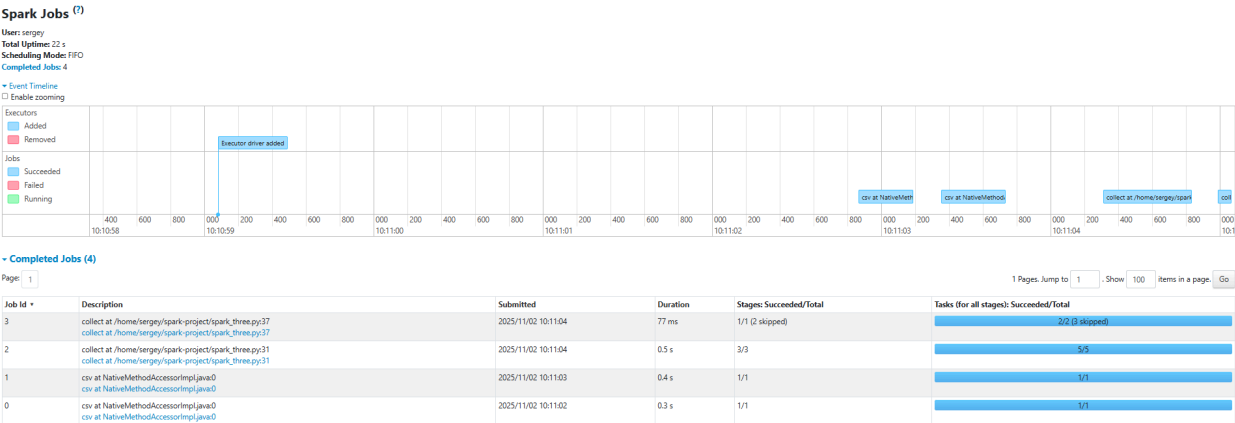 Spark Jobs (?)
User: sergey
Total Uptime: 22 s
Scheduling Mode: FIFO
Completed Jobs: 4
Event Timeline
Enable zooming
Executors
Added
Removed
Executor driver added
Jobs
Succeeded
Failed
Running
csv at NativeMeth
csv at NativeMethod
collect at /home/sergey/spark
coll
400 600 800 000 200 400 600 800 000 200 400 600 800 000 200 400 600 800 000 200 400 600 800 000 200 400 600 800 000 200 400 600 800 000
10:10:58 10:10:59 10:11:00 10:11:01 10:11:02 10:11:03 10:11:04 10:1
Completed Jobs (4)
Page: 1 1 Pages. Jump to 1 . Show 100 items in a page. Go
Job Id Description Submitted Duration Stages: Succeeded/Total Tasks (for all stages): Succeeded/Total
3 collect at /home/sergey/spark-project/spark_three.py:37 2025/11/02 10:11:04 77 ms 1/1 (2 skipped) 2/2 (3 skipped)
collect at /home/sergey/spark-project/spark_three.py:37
2 collect at /home/sergey/spark-project/spark_three.py:31 2025/11/02 10:11:04 0.5 s 3/3 5/5
collect at /home/sergey/spark-project/spark_three.py:31
1 csv at NativeMethodAccessorImpl.java:0 2025/11/02 10:11:03 0.4 s 1/1 1/1
csv at NativeMethodAccessorImpl.java:0
0 csv at NativeMethodAccessorImpl.java:0 2025/11/02 10:11:02 0.3 s 1/1 1/1
csv at NativeMethodAccessorImpl.java:0